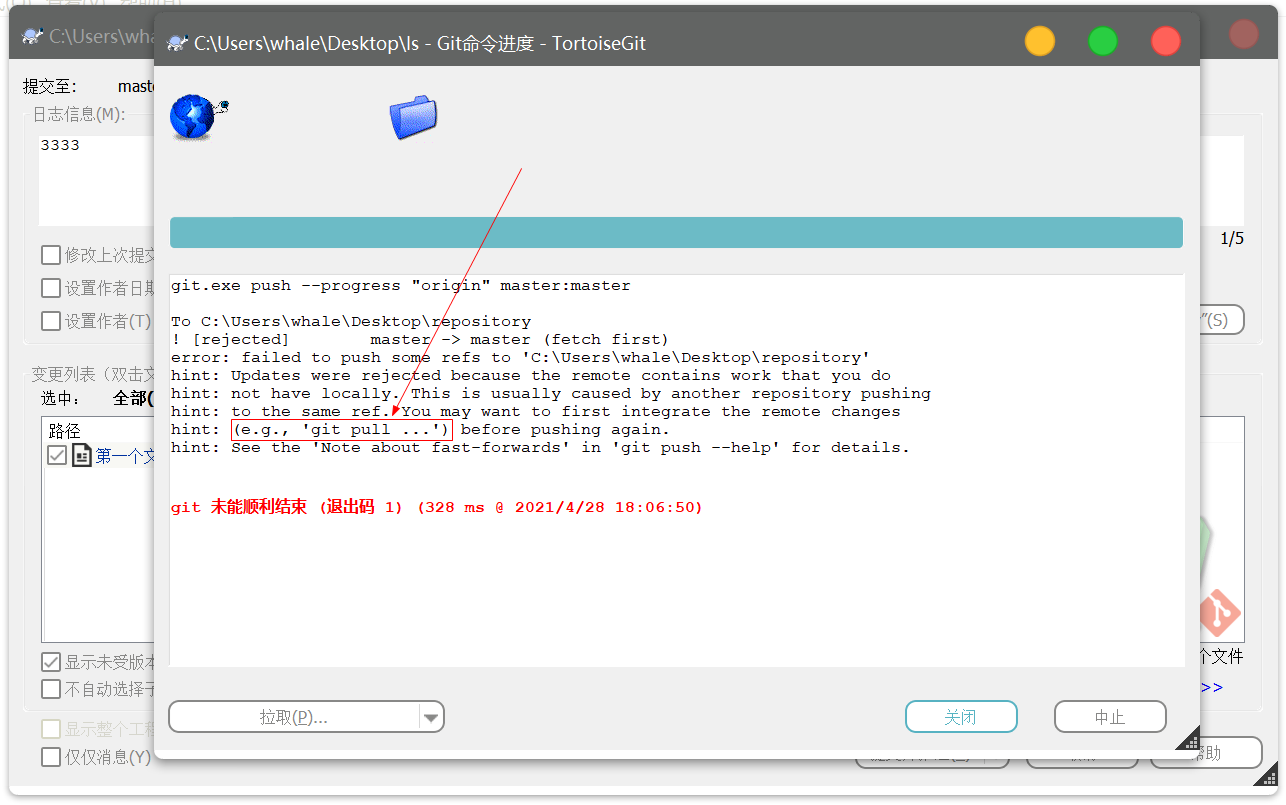 C:\Users\wha
C:\Users\whale\Desktop\ls - Git命令进度 - TortoiseGit
提交至： maste
日志信息(M):
3333
修改上次提交
1/5
设置作者日期
设置作者(T)
"(S)
变更列表（双击文
选中： 全部(
路径
第一个文
git.exe push --progress "origin" master:master
To C:\Users\whale\Desktop\repository
! [rejected] master -> master (fetch first)
error: failed to push some refs to 'C:\Users\whale\Desktop\repository'
hint: Updates were rejected because the remote contains work that you do
hint: not have locally. This is usually caused by another repository pushing
hint: to the same ref. You may want to first integrate the remote changes
hint: (e.g., 'git pull ...') before pushing again.
hint: See the 'Note about fast-forwards' in 'git push --help' for details.
git 未能顺利结束 (退出码 1) (328 ms @ 2021/4/28 18:06:50)
显示未受版本
个文件
不自动选择子
>>
显示整个工程
仅仅消息(Y)
拉取(P)... 关闭 中止
帮助